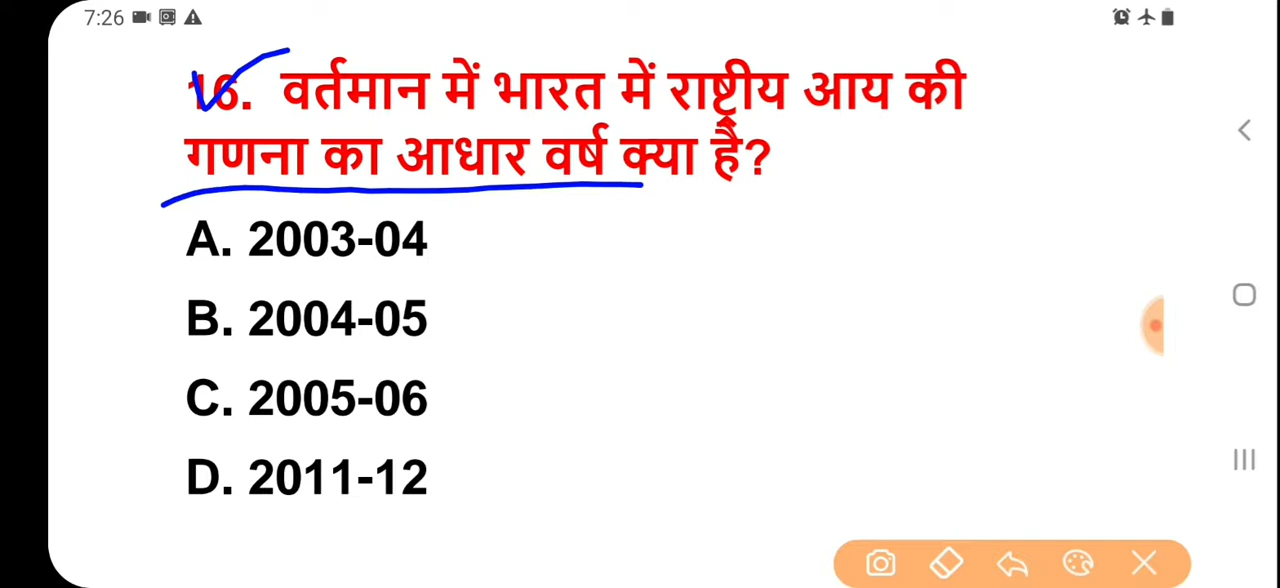 7:26
16. वर्तमान में भारत में राष्ट्रीय आय की
गणना का आधार वर्ष क्या है?
A. 2003-04
B. 2004-05
C. 2005-06
D. 2011-12